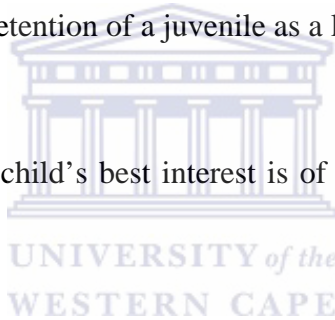 etention of a juvenile as a
child's best interest is of
UNIVERSITY of the
WESTERN CAPE